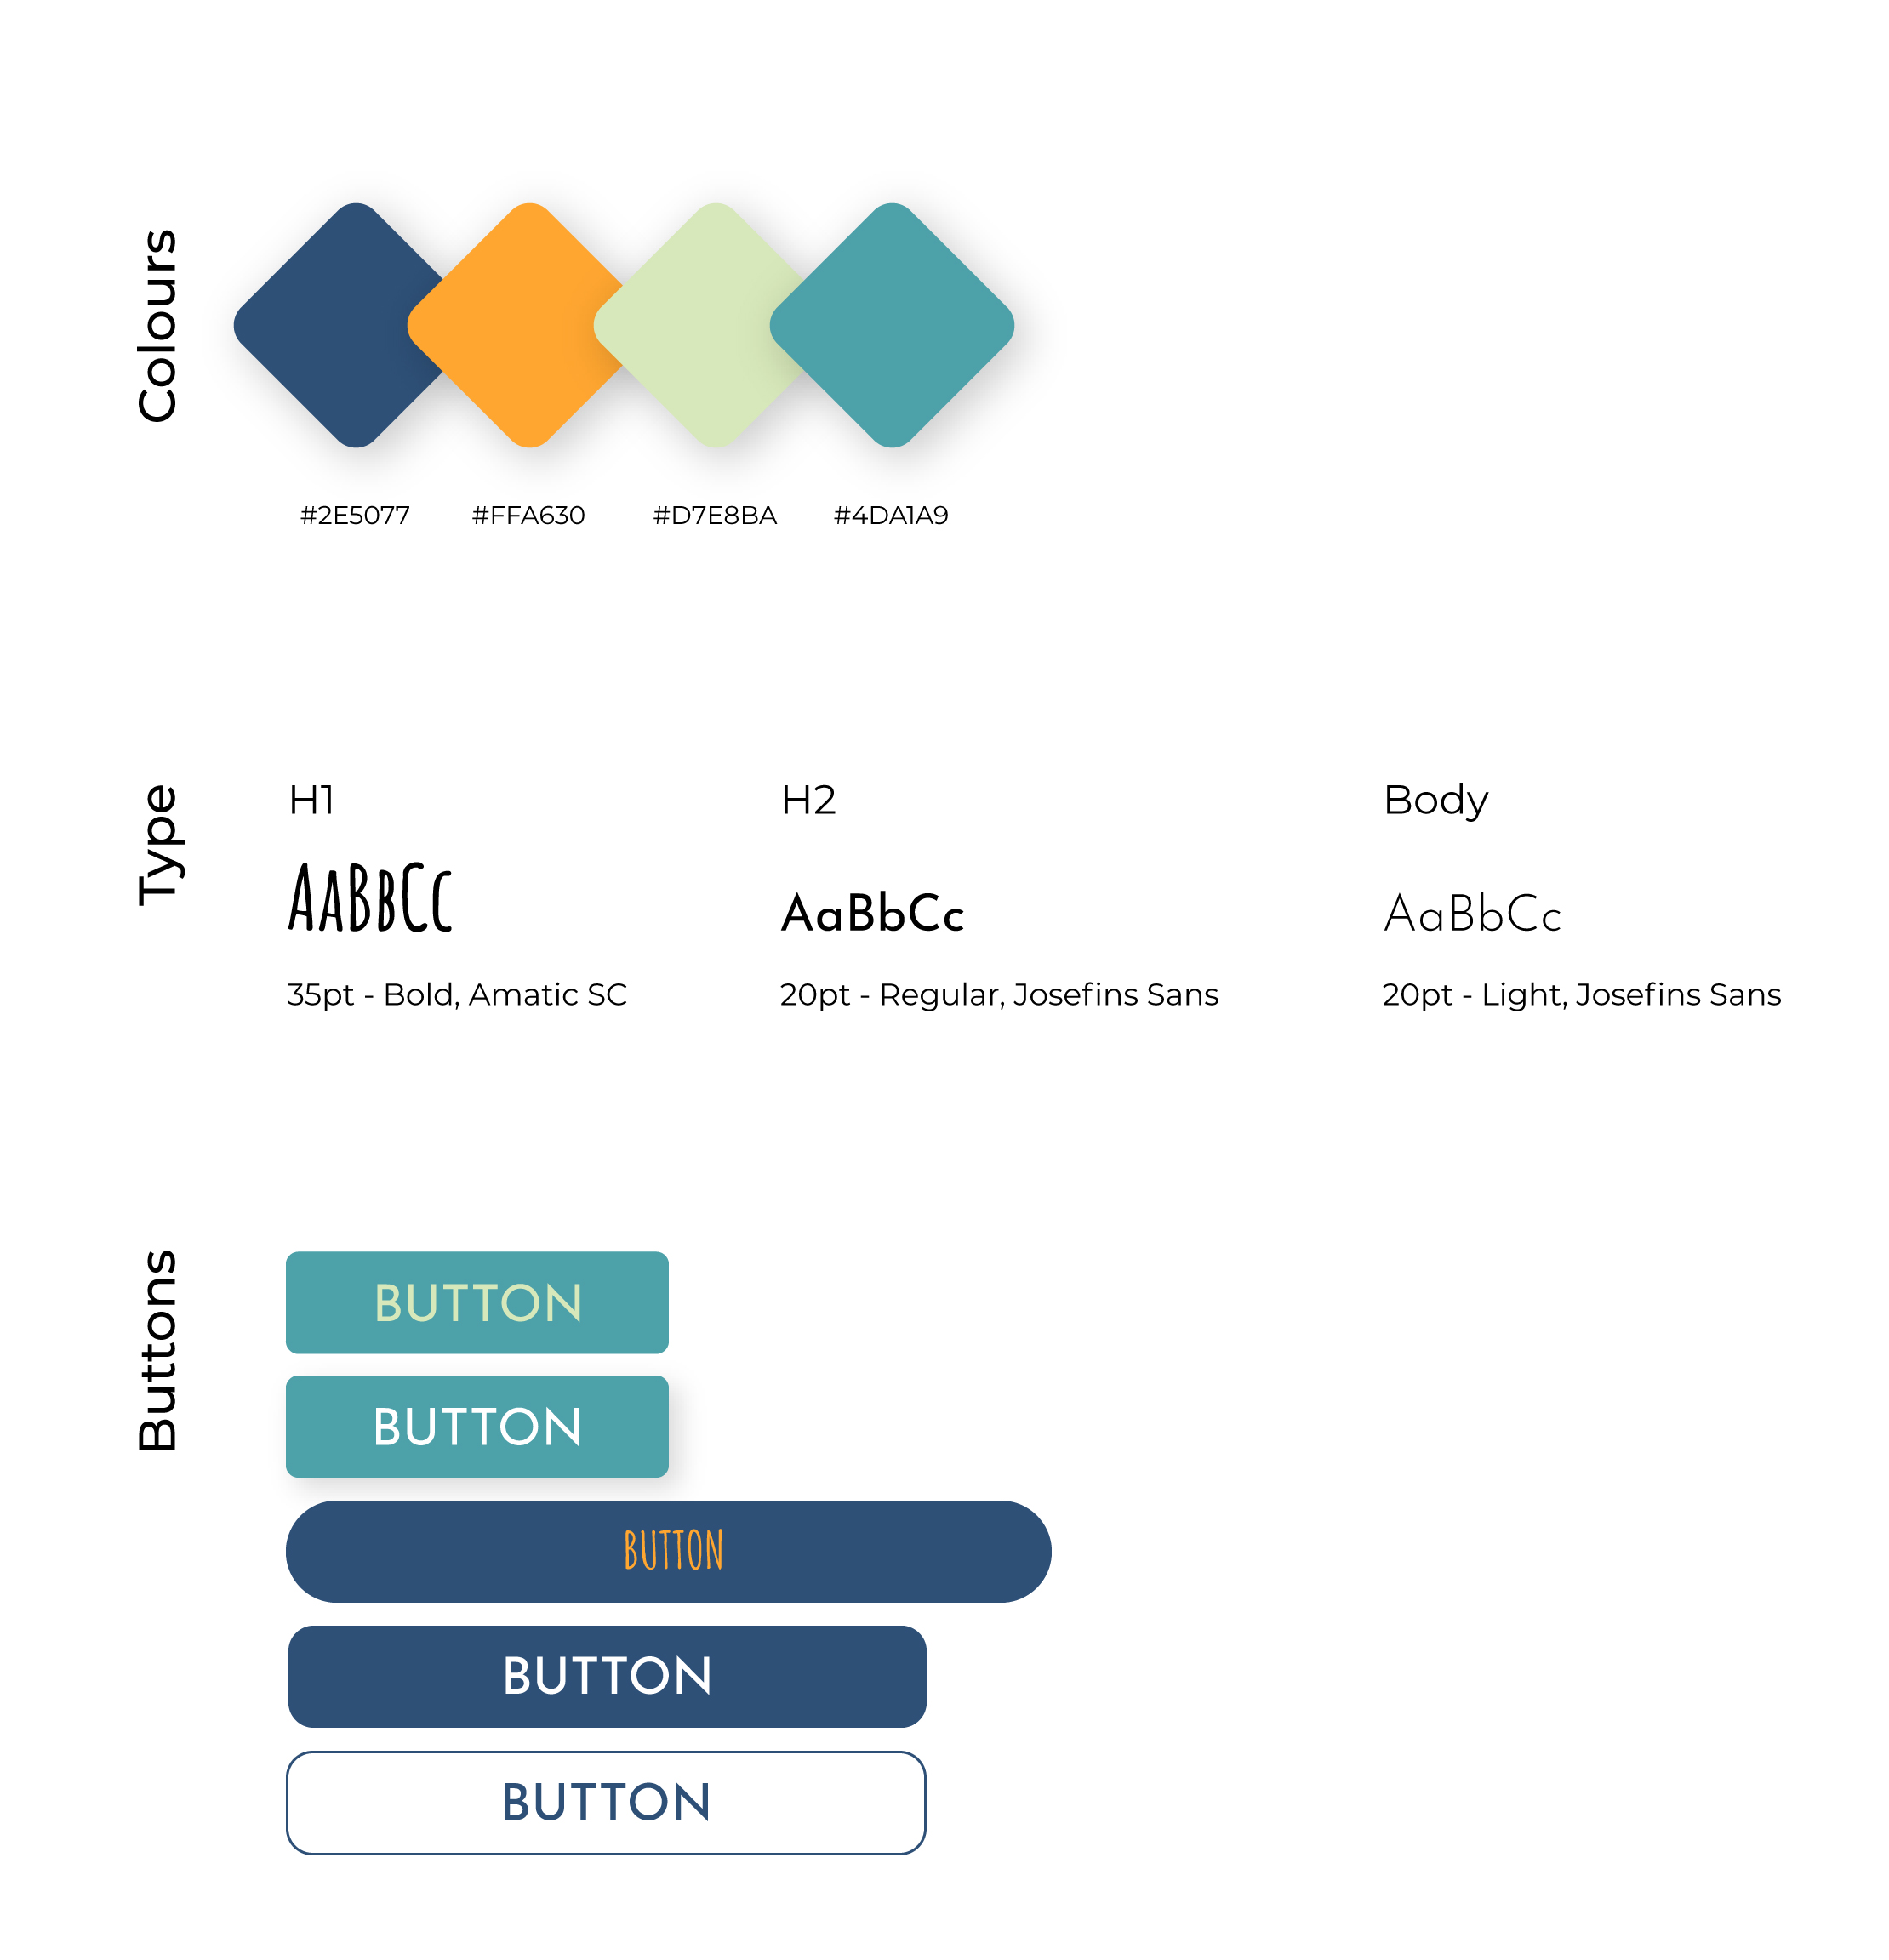 Colours
#2E5077
#FFA630
#D7E8BA
#4DA1A9
Type
H1
H2
Body
AABBCC
AaBbCc
AaBbCc
35pt - Bold, Amatic SC
20pt - Regular, Josefins Sans
20pt - Light, Josefins Sans
Buttons
BUTTON
BUTTON
BUTTON
BUTTON
BUTTON